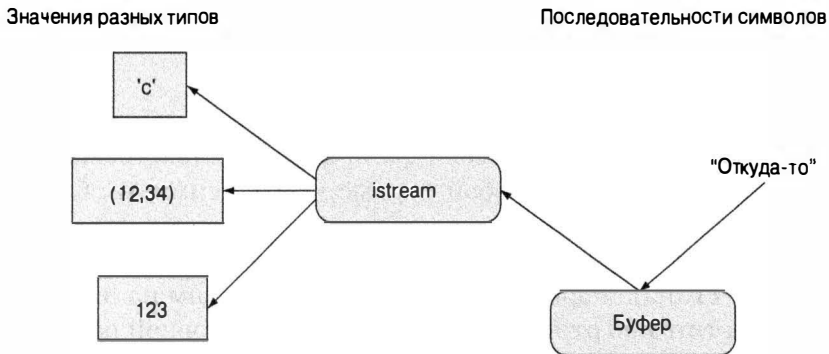 Значения разных типов
Последовательности символов
'c'
(12,34)
istream
"Откуда-то"
123
Буфер